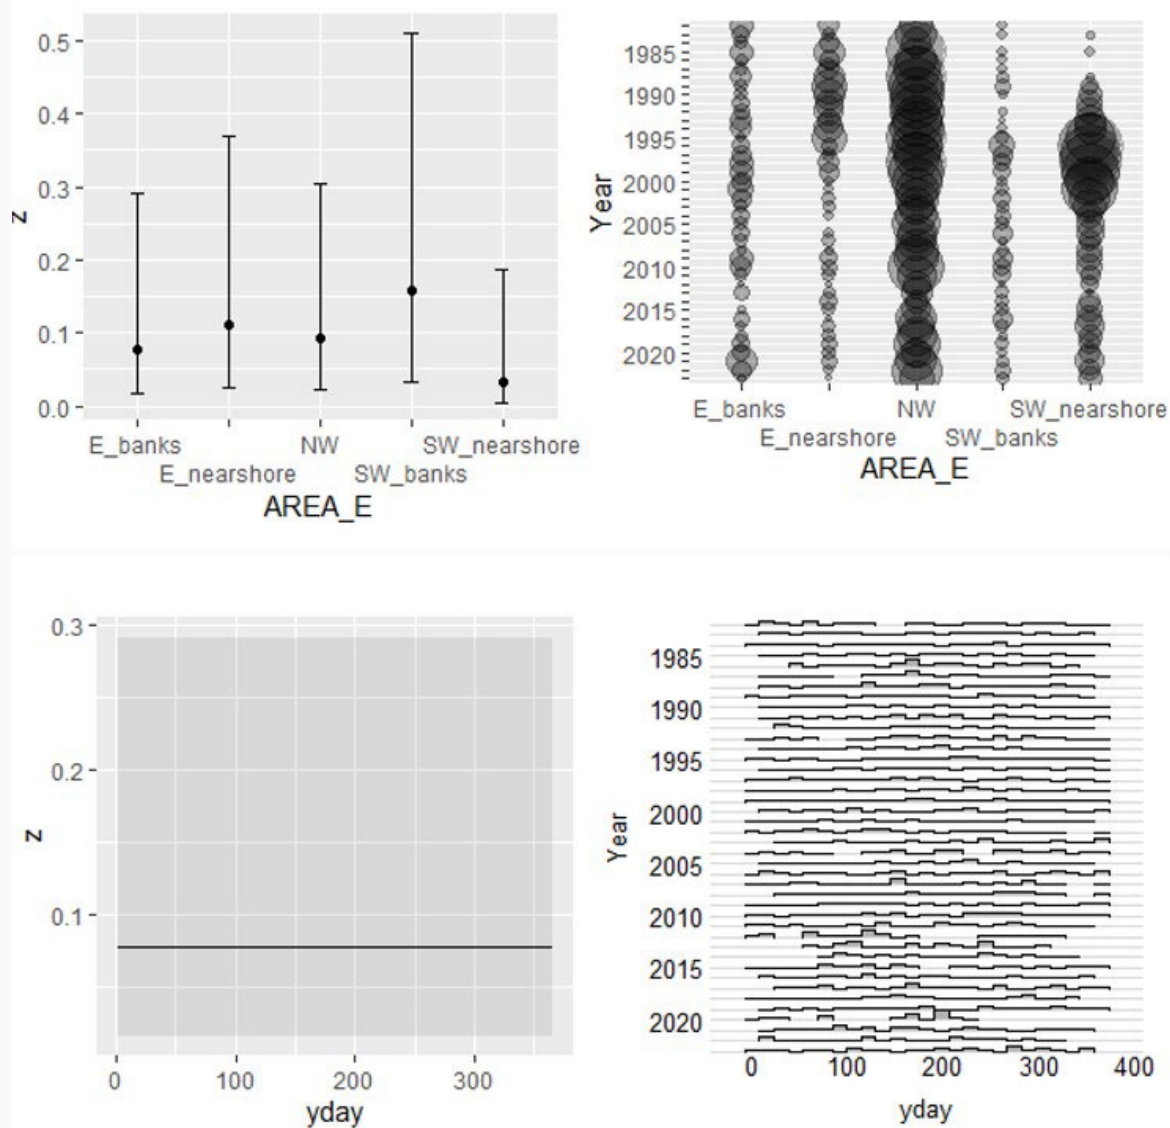 z
0.5
0.4
0.3
0.2
0.1
0.0
E_banks NW SW_nearshore
E_nearshore SW_banks
AREA_E
Year
1985
1990
1995
2000
2005
2010
2015
2020
E_banks NW SW_nearshore
E_nearshore SW_banks
AREA_E
z
0.3
0.2
0.1
0 100 200 300
yday
Year
1985
1990
1995
2000
2005
2010
2015
2020
0 100 200 300 400
yday